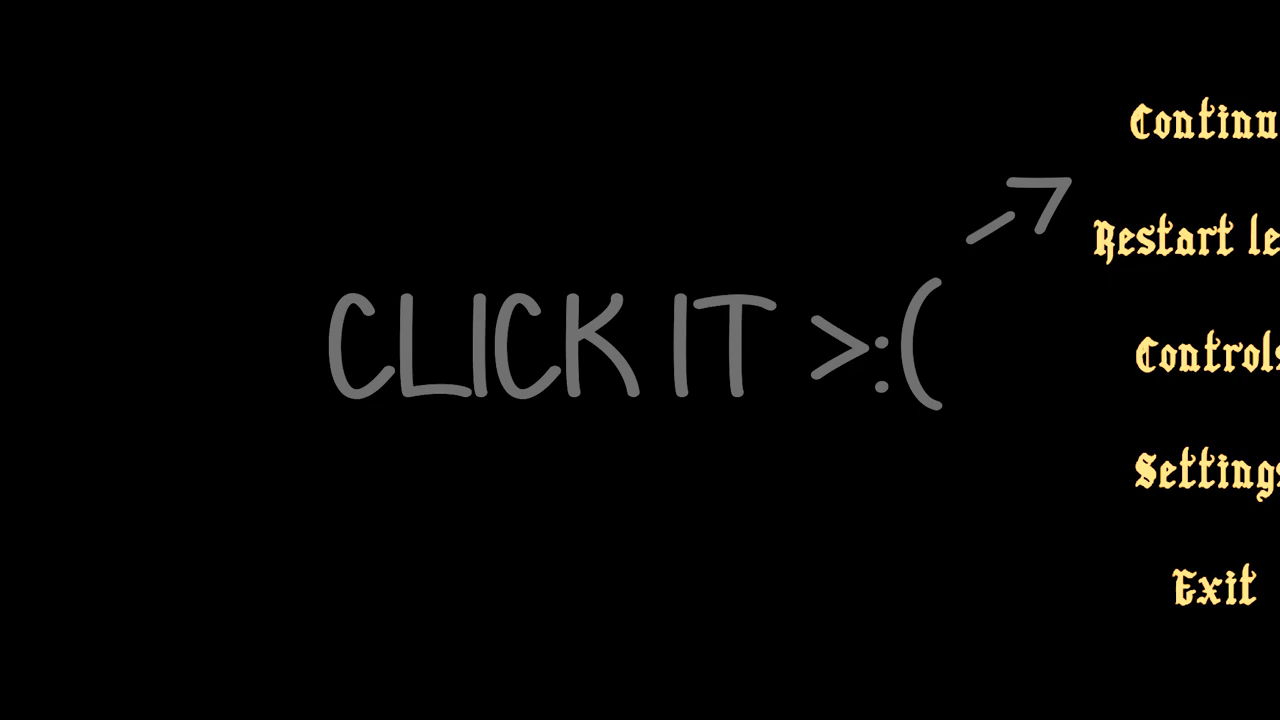 Continu
Restart le
CLICK IT >:(
Controls
Settings
Exit